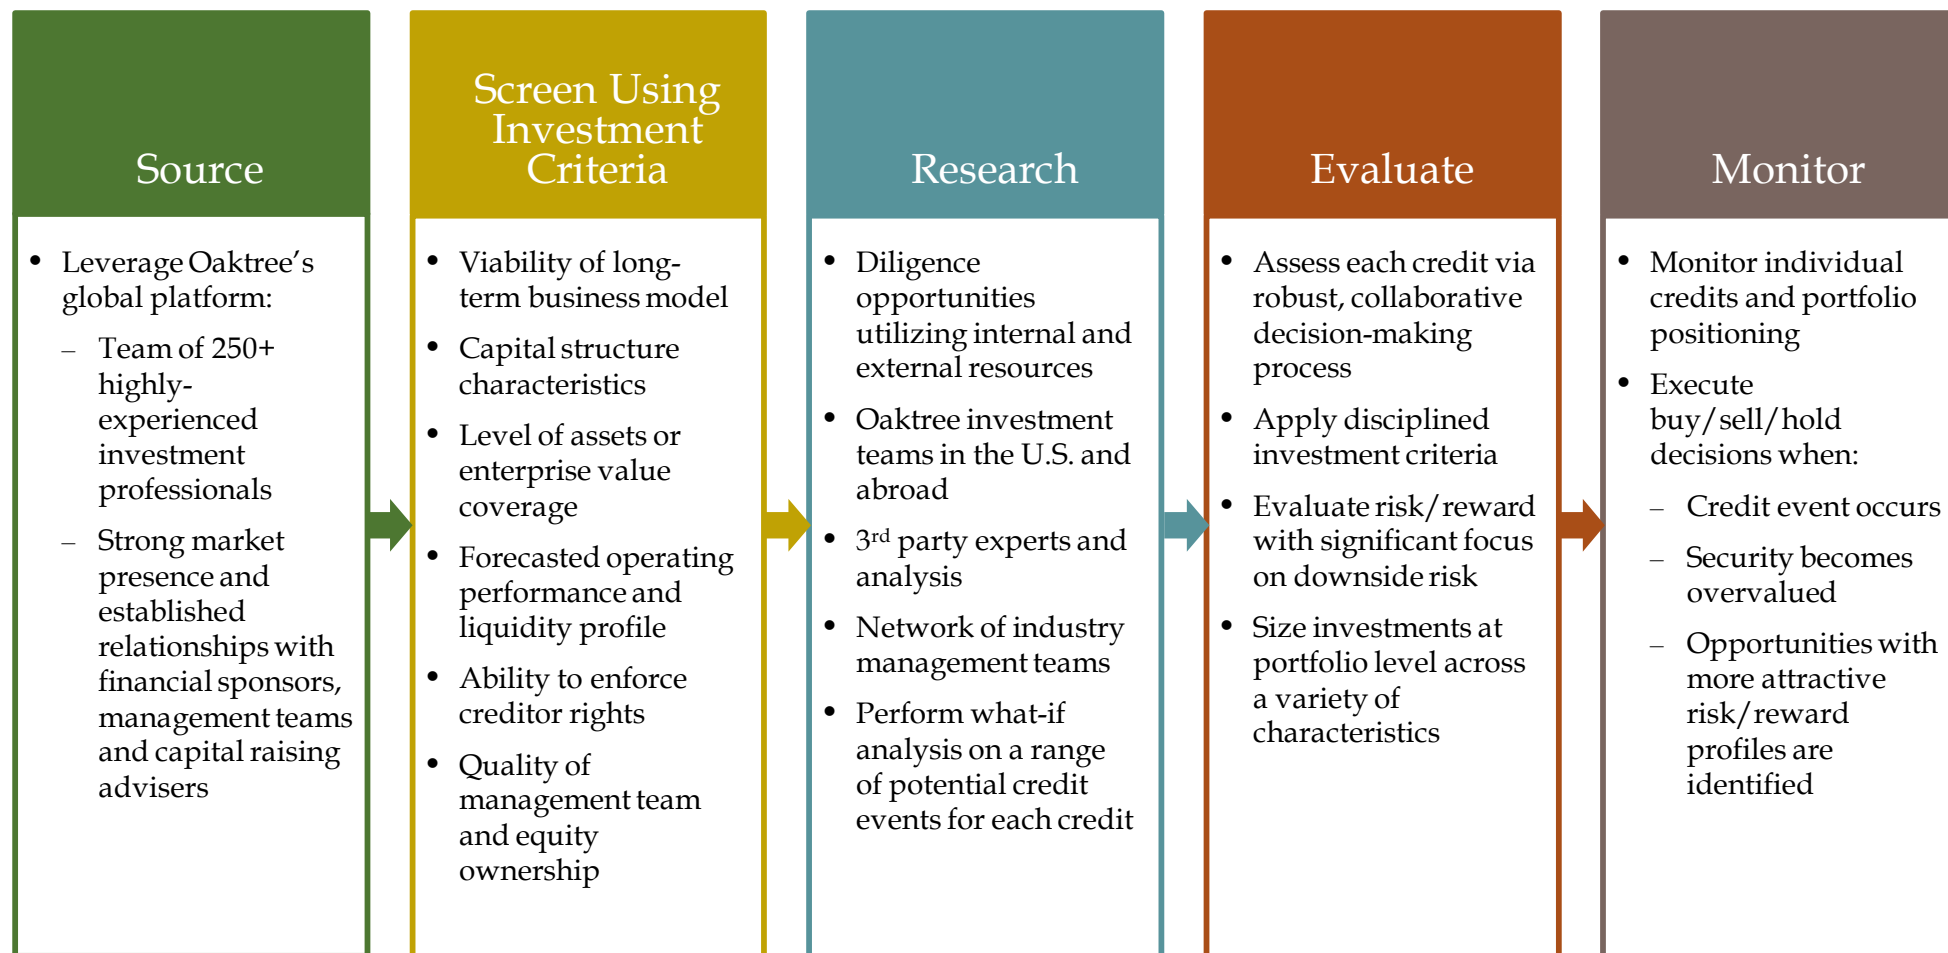 Source
• Leverage Oaktree's
global platform:
– Team of 250+
highly-
experienced
investment
professionals
– Strong market
presence and
established
relationships with
financial sponsors,
management teams
and capital raising
advisers
Screen Using
Investment
Criteria
• Viability of long-
term business model
• Capital structure
characteristics
• Level of assets or
enterprise value
coverage
• Forecasted operating
performance and
liquidity profile
• Ability to enforce
creditor rights
• Quality of
management team
and equity
ownership
Research
• Diligence
opportunities
utilizing internal and
external resources
• Oaktree investment
teams in the U.S. and
abroad
• 3rd party experts and
analysis
• Network of industry
management teams
• Perform what-if
analysis on a range
of potential credit
events for each credit
Evaluate
• Assess each credit via
robust, collaborative
decision-making
process
• Apply disciplined
investment criteria
• Evaluate risk/reward
with significant focus
on downside risk
• Size investments at
portfolio level across
a variety of
characteristics
Monitor
• Monitor individual
credits and portfolio
positioning
• Execute
buy/sell/hold
decisions when:
– Credit event occurs
– Security becomes
overvalued
– Opportunities with
more attractive
risk/reward
profiles are
identified